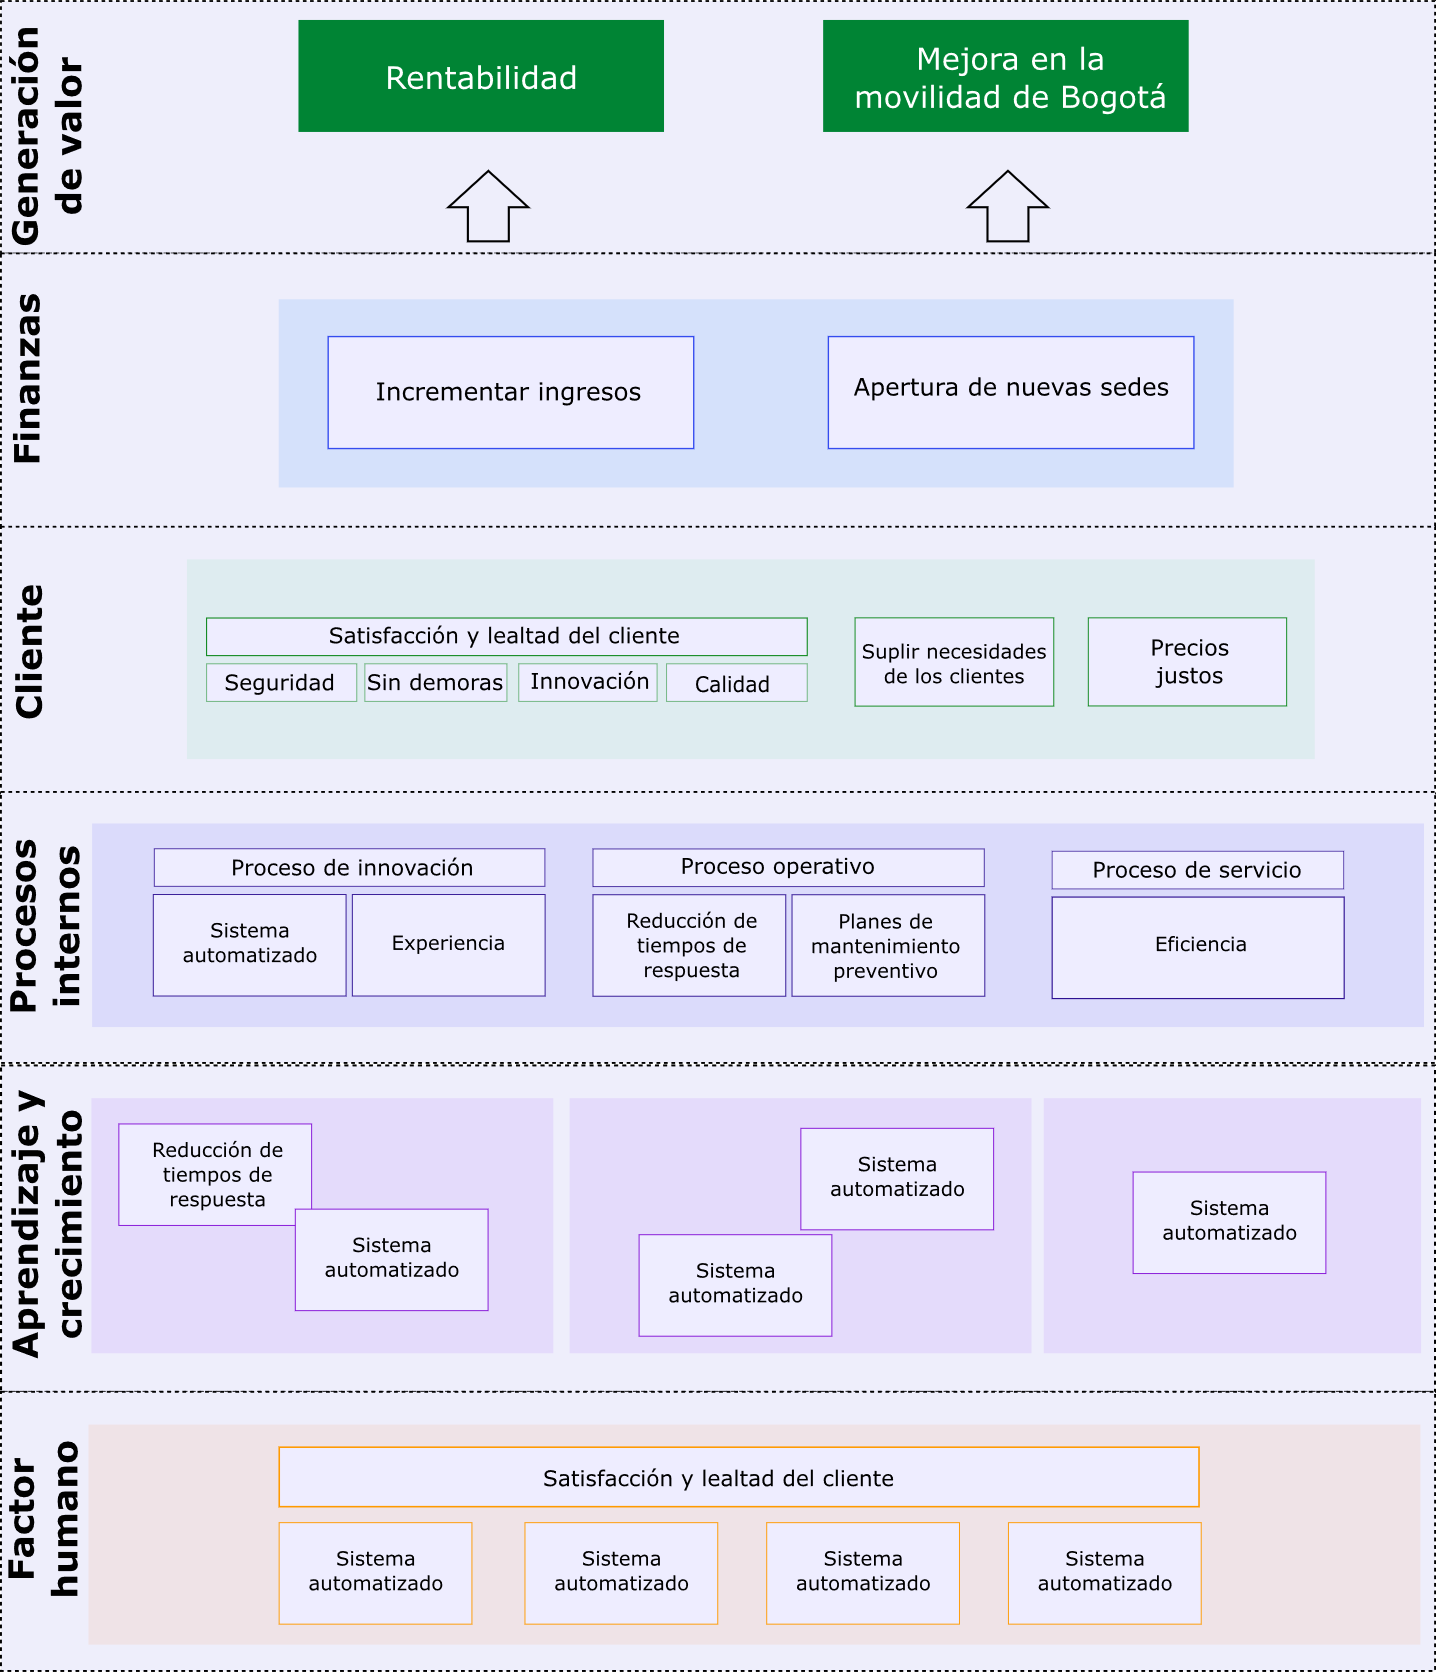 Generación
de valor
Rentabilidad
Mejora en la
movilidad de Bogotá
Finanzas
Incrementar ingresos
Apertura de nuevas sedes
Cliente
Satisfacción y lealtad del cliente
Seguridad
Sin demoras
Innovación
Calidad
Suplir necesidades
de los clientes
Precios
justos
Procesos
internos
Proceso de innovación
Sistema
automatizado
Experiencia
Proceso operativo
Reducción de
tiempos de
respuesta
Planes de
mantenimiento
preventivo
Proceso de servicio
Eficiencia
Aprendizaje y
crecimiento
Reducción de
tiempos de
respuesta
Sistema
automatizado
Sistema
automatizado
Sistema
automatizado
Sistema
automatizado
Factor
humano
Satisfacción y lealtad del cliente
Sistema
automatizado
Sistema
automatizado
Sistema
automatizado
Sistema
automatizado